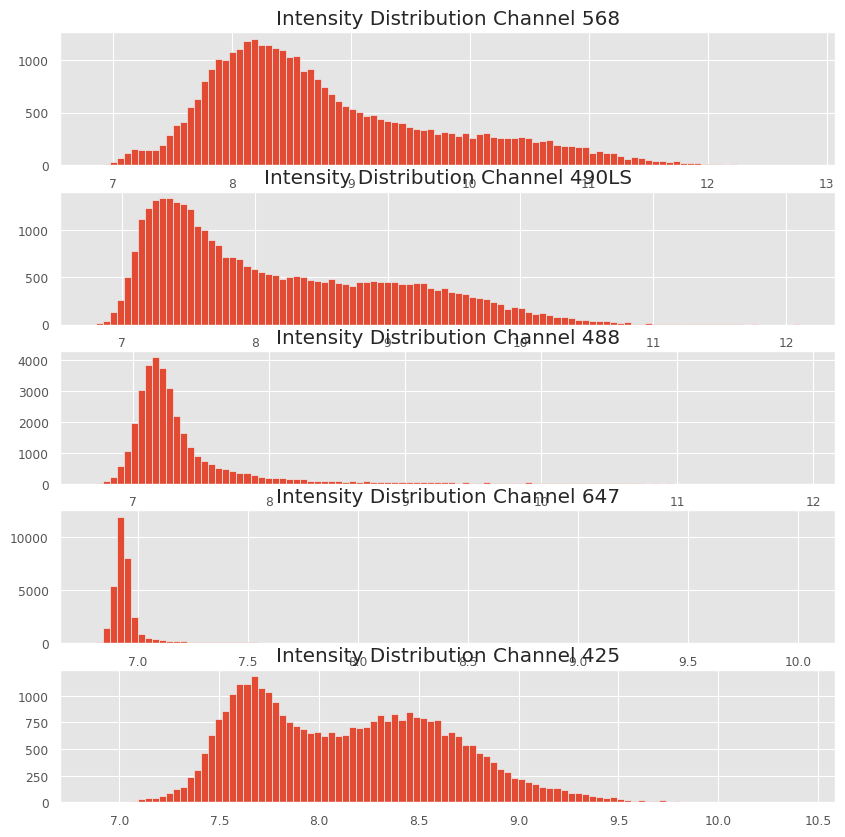 Intensity Distribution Channel 568
1000
500
0
7 8 9 10 11 12 13
Intensity Distribution Channel 490LS
1000
500
0
7 8 9 10 11 12
Intensity Distribution Channel 488
4000
3000
2000
1000
0
7 8 9 10 11 12
Intensity Distribution Channel 647
10000
5000
0
7.0 7.5 8.0 8.5 9.0 9.5 10.0
Intensity Distribution Channel 425
1000
750
500
250
0
7.0 7.5 8.0 8.5 9.0 9.5 10.0 10.5